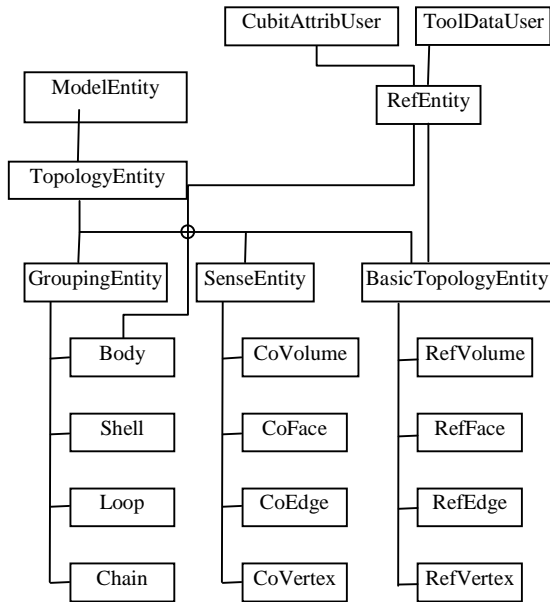 CubitAttribUser
ToolDataUser
ModelEntity
RefEntity
TopologyEntity
GroupingEntity
SenseEntity
BasicTopologyEntity
Body
CoVolume
RefVolume
Shell
CoFace
RefFace
Loop
CoEdge
RefEdge
Chain
CoVertex
RefVertex